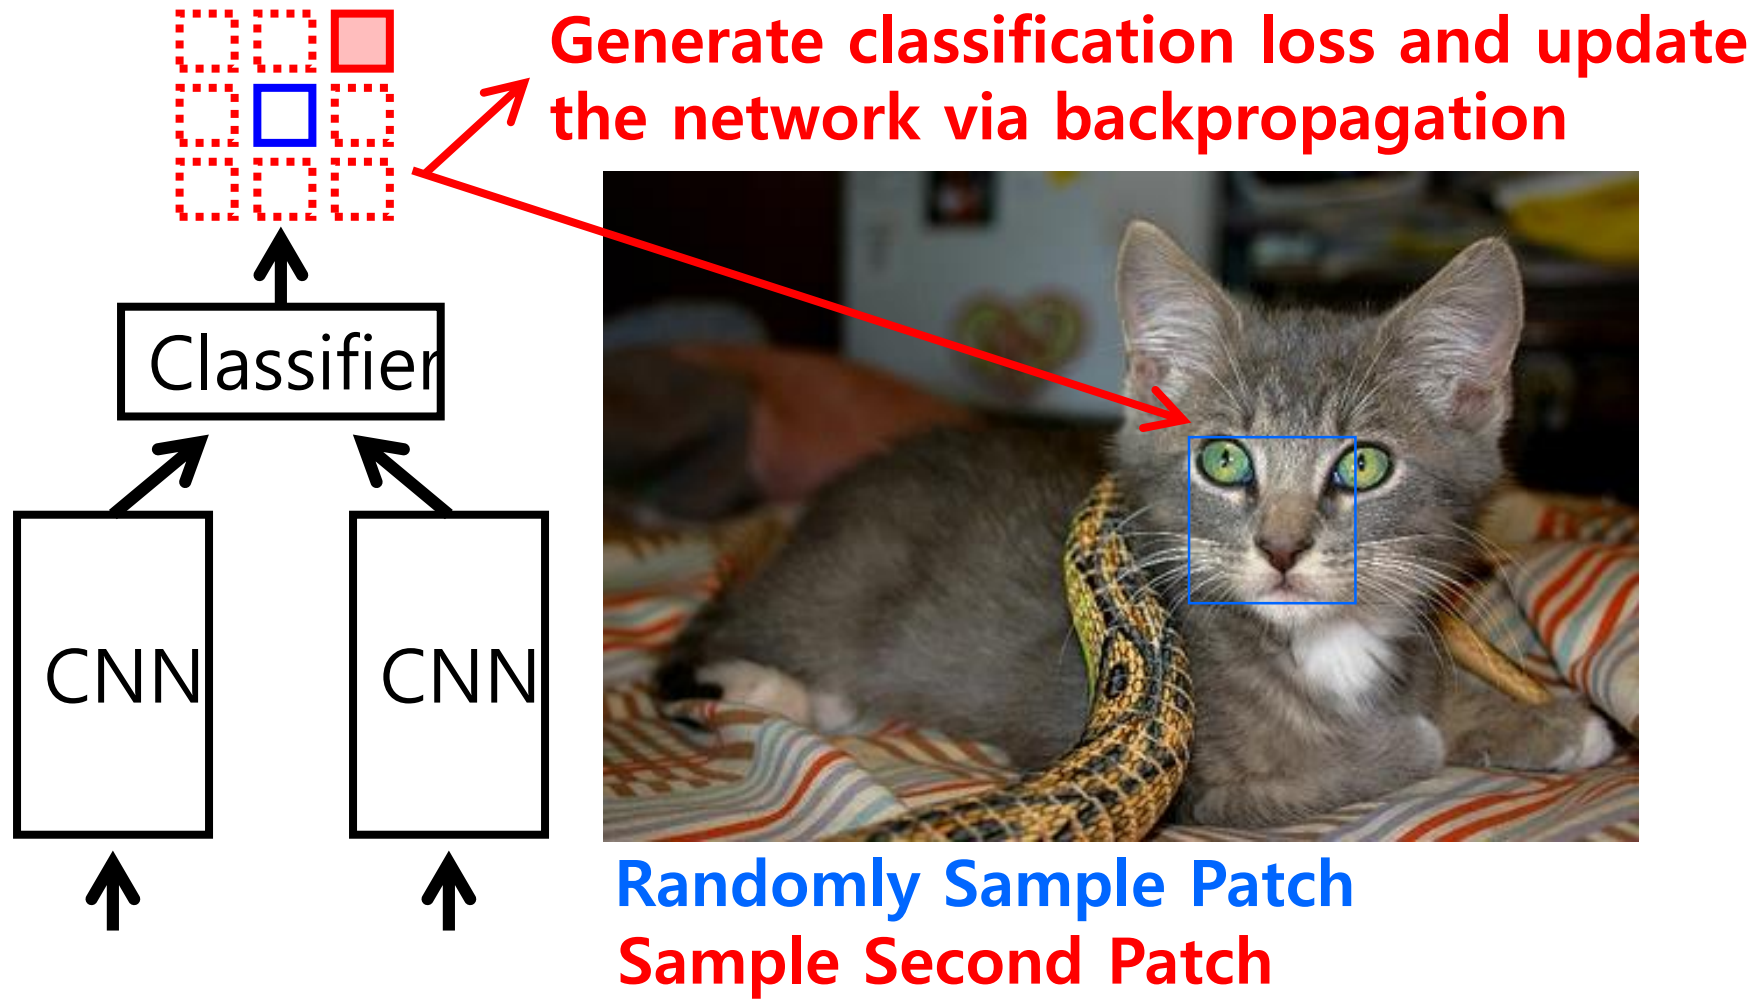 Generate classification loss and update
the network via backpropagation
Classifier
CNN
CNN
Randomly Sample Patch
Sample Second Patch